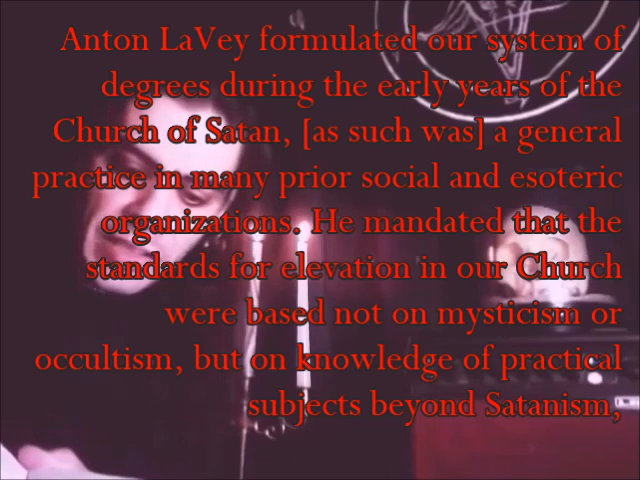 Anton LaVey formulated our system of
degrees during the early years of the
Church of Satan, [as such was] a general
practice in many prior social and esoteric
organizations. He mandated that the
standards for elevation in our Church
were based not on mysticism or
occultism, but on knowledge of practical
subjects beyond Satanism,